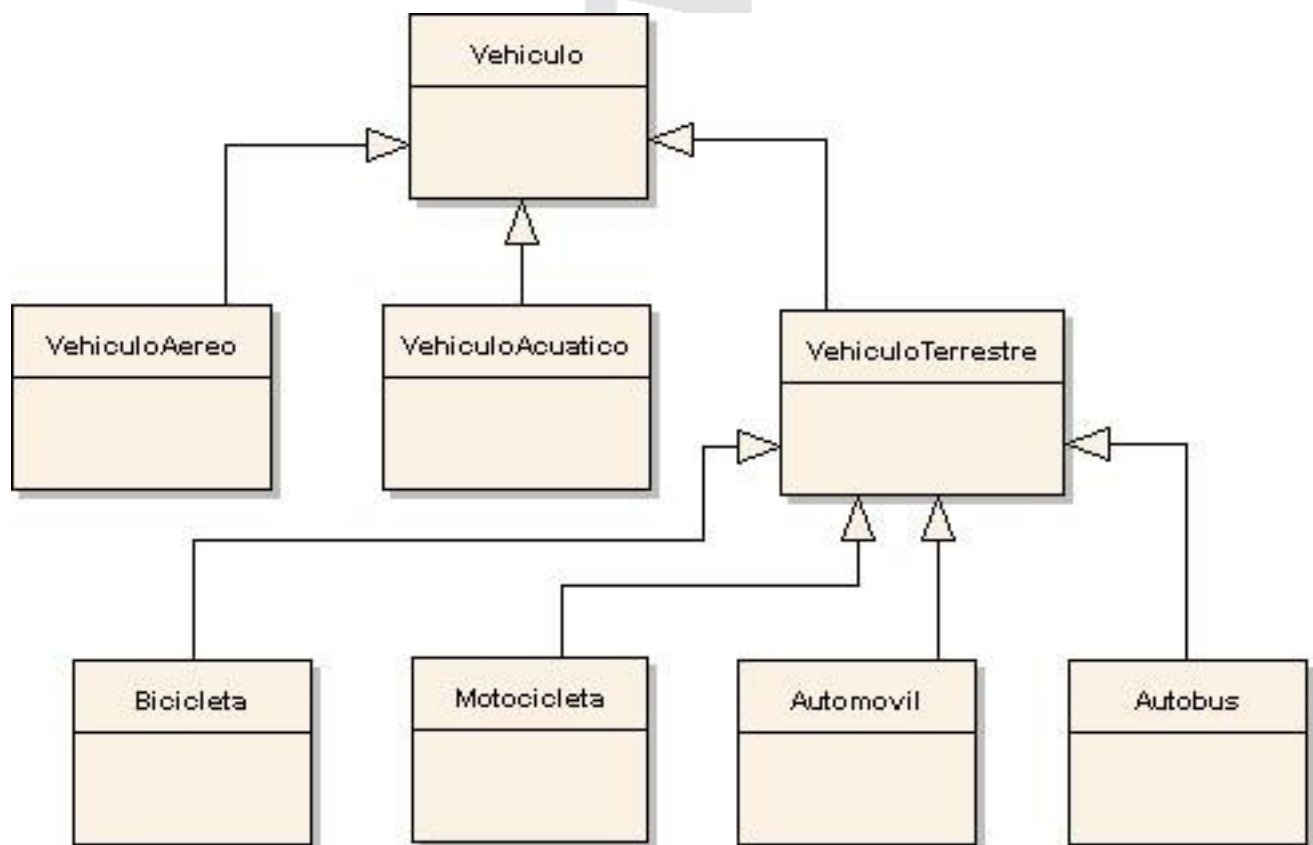 Vehiculo
VehiculoAereo
VehiculoAcuatico
VehiculoTerrestre
Bicicleta
Motocicleta
Automovil
Autobus